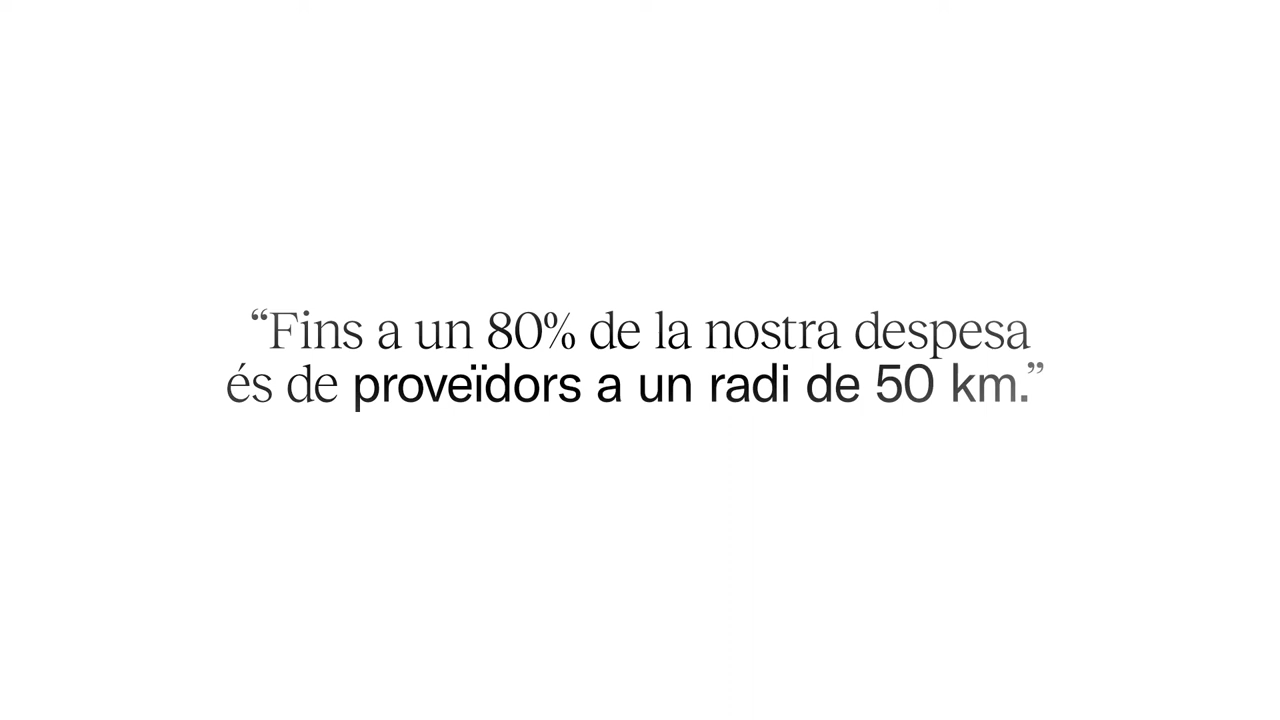 “Fins a un 80% de la nostra despesa
és de proveïdors a un radi de 50 km.”